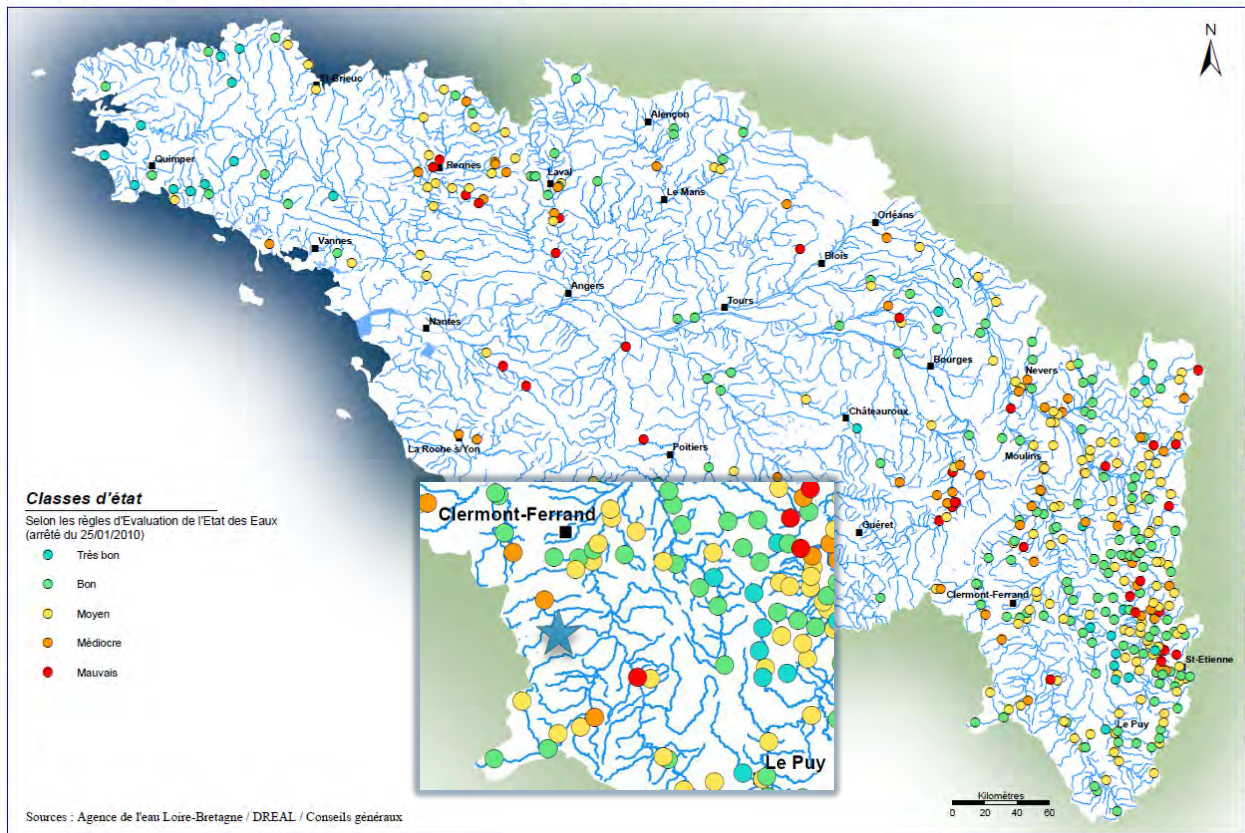 N
St-Brieuc
Alençon
Quimper
Rennes
Laval
Le Mans
Orléans
Vannes
Blois
Angers
Tours
Nantes
Bourges
Nevers
Châteauroux
La Roche s/Yon
Poitiers
Moulins
Guéret
Clermont-Ferrand
St-Etienne
Le Puy
Clermont-Ferrand
Le Puy
Classes d'état
Selon les règles d'Evaluation de l'Etat des Eaux
(arrêté du 25/01/2010)
Très bon
Bon
Moyen
Médiocre
Mauvais
Kilomètres
0 20 40 60
Sources : Agence de l'eau Loire-Bretagne / DREAL / Conseils généraux